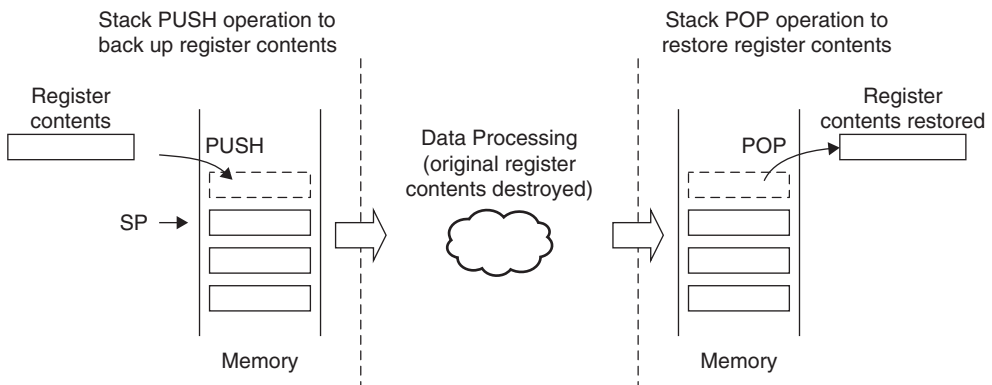 Stack PUSH operation to
back up register contents
Stack POP operation to
restore register contents
Register
contents
PUSH
SP
Memory
Data Processing
(original register
contents destroyed)
POP
Register
contents restored
Memory